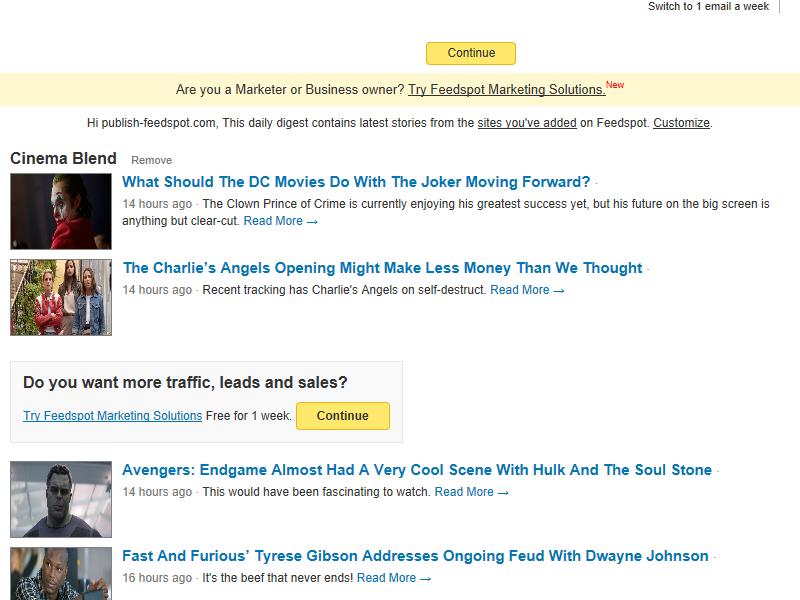 Switch to 1 email a week
Continue
Are you a Marketer or Business owner? Try Feedspot Marketing Solutions.New
Hi publish-feedspot.com, This daily digest contains latest stories from the sites you've added on Feedspot. Customize.
Cinema Blend Remove
What Should The DC Movies Do With The Joker Moving Forward? ·
14 hours ago · The Clown Prince of Crime is currently enjoying his greatest success yet, but his future on the big screen is
anything but clear-cut. Read More →
The Charlie’s Angels Opening Might Make Less Money Than We Thought ·
14 hours ago · Recent tracking has Charlie's Angels on self-destruct. Read More →
Do you want more traffic, leads and sales?
Try Feedspot Marketing Solutions Free for 1 week. Continue
Avengers: Endgame Almost Had A Very Cool Scene With Hulk And The Soul Stone ·
14 hours ago · This would have been fascinating to watch. Read More →
Fast And Furious’ Tyrese Gibson Addresses Ongoing Feud With Dwayne Johnson ·
16 hours ago · It's the beef that never ends! Read More →